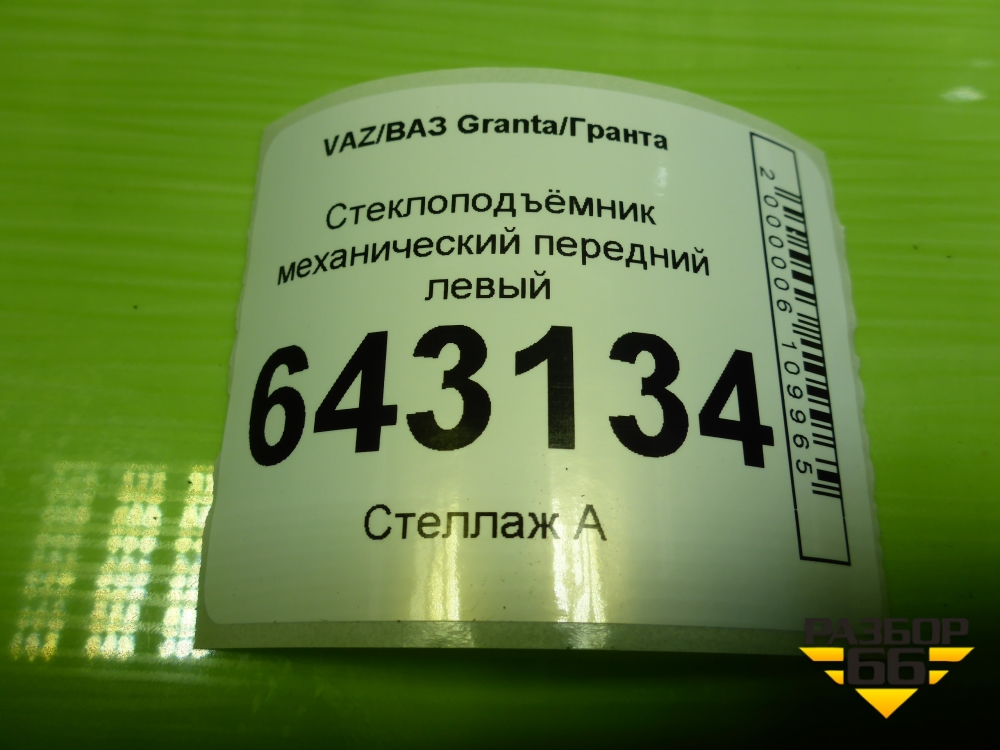 VAZ/ВАЗ Granta/Гранта
Стеклоподъёмник
механический передний
левый
643134
Стеллаж А
2000006109965
РАЗБОР
66